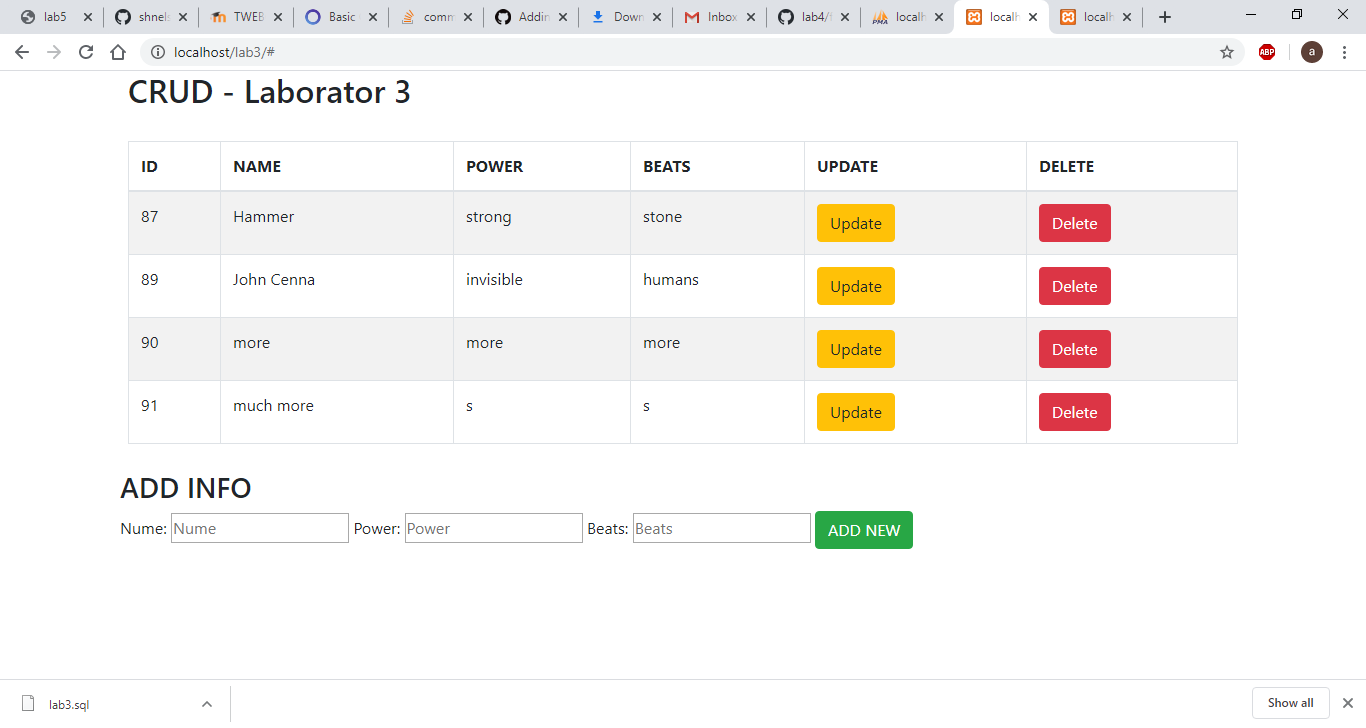 lab5 shnels TWEB Basic comm Addin Down Inbox lab4/ localh localh localh
localhost/lab3/# ABP a
CRUD - Laborator 3
ID NAME POWER BEATS UPDATE DELETE
87 Hammer strong stone Update Delete
89 John Cenna invisible humans Update Delete
90 more more more Update Delete
91 much more s s Update Delete
ADD INFO
Nume: Nume Power: Power Beats: Beats ADD NEW
lab3.sql Show all